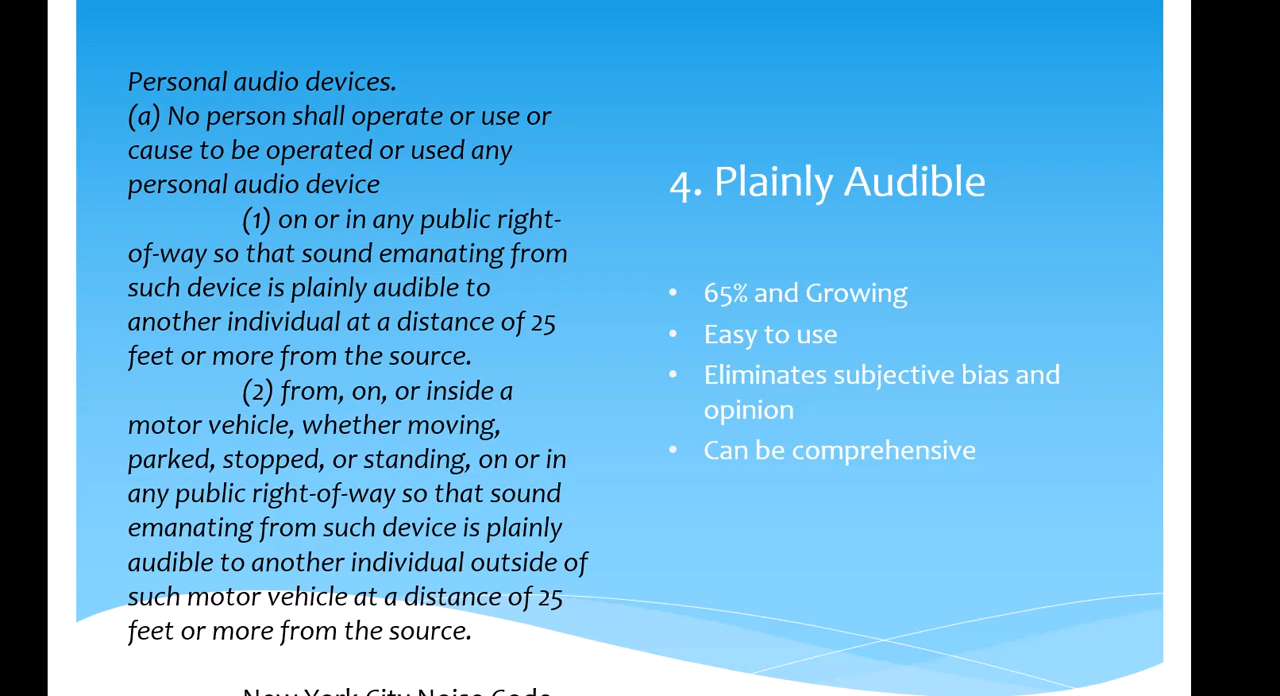 Personal audio devices.
(a) No person shall operate or use or
cause to be operated or used any
personal audio device
(1) on or in any public right-
of-way so that sound emanating from
such device is plainly audible to
another individual at a distance of 25
feet or more from the source.
(2) from, on, or inside a
motor vehicle, whether moving,
parked, stopped, or standing, on or in
any public right-of-way so that sound
emanating from such device is plainly
audible to another individual outside of
such motor vehicle at a distance of 25
feet or more from the source.
New York City Noise Code
4. Plainly Audible
• 65% and Growing
• Easy to use
• Eliminates subjective bias and
opinion
• Can be comprehensive